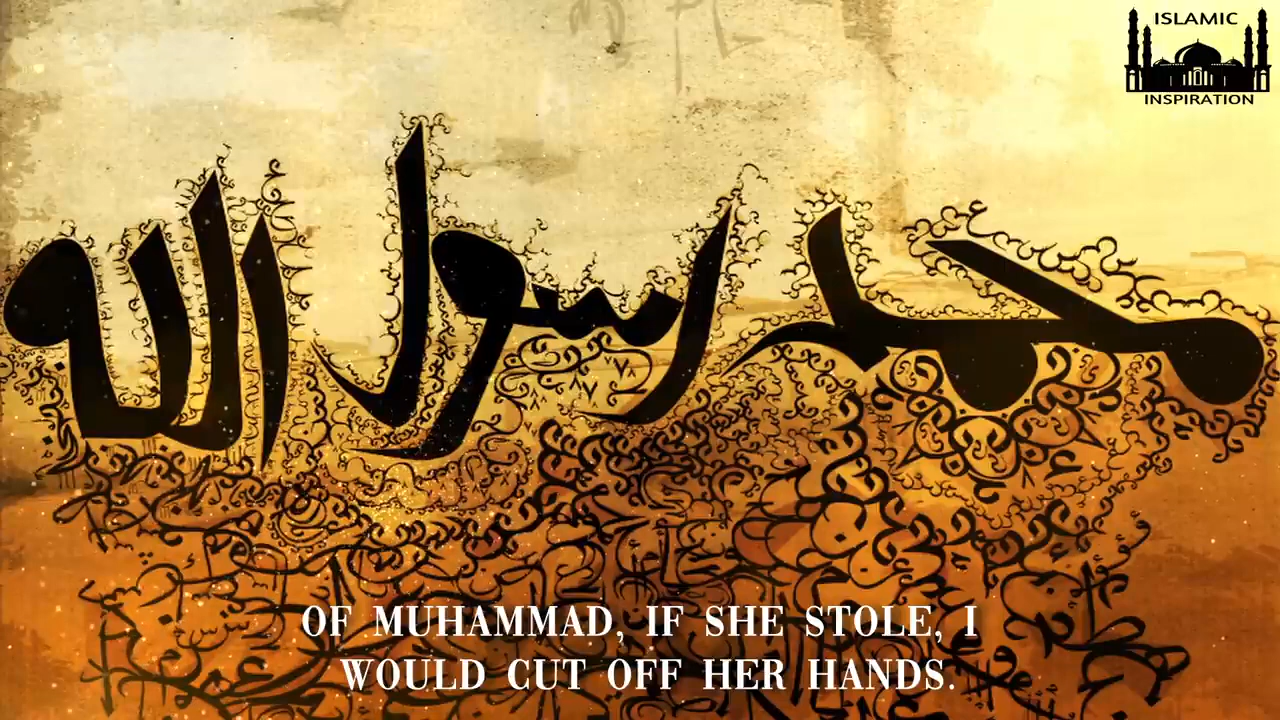 ISLAMIC
INSPIRATION
محمد رسول الله
OF MUHAMMAD, IF SHE STOLE, I
WOULD CUT OFF HER HANDS.